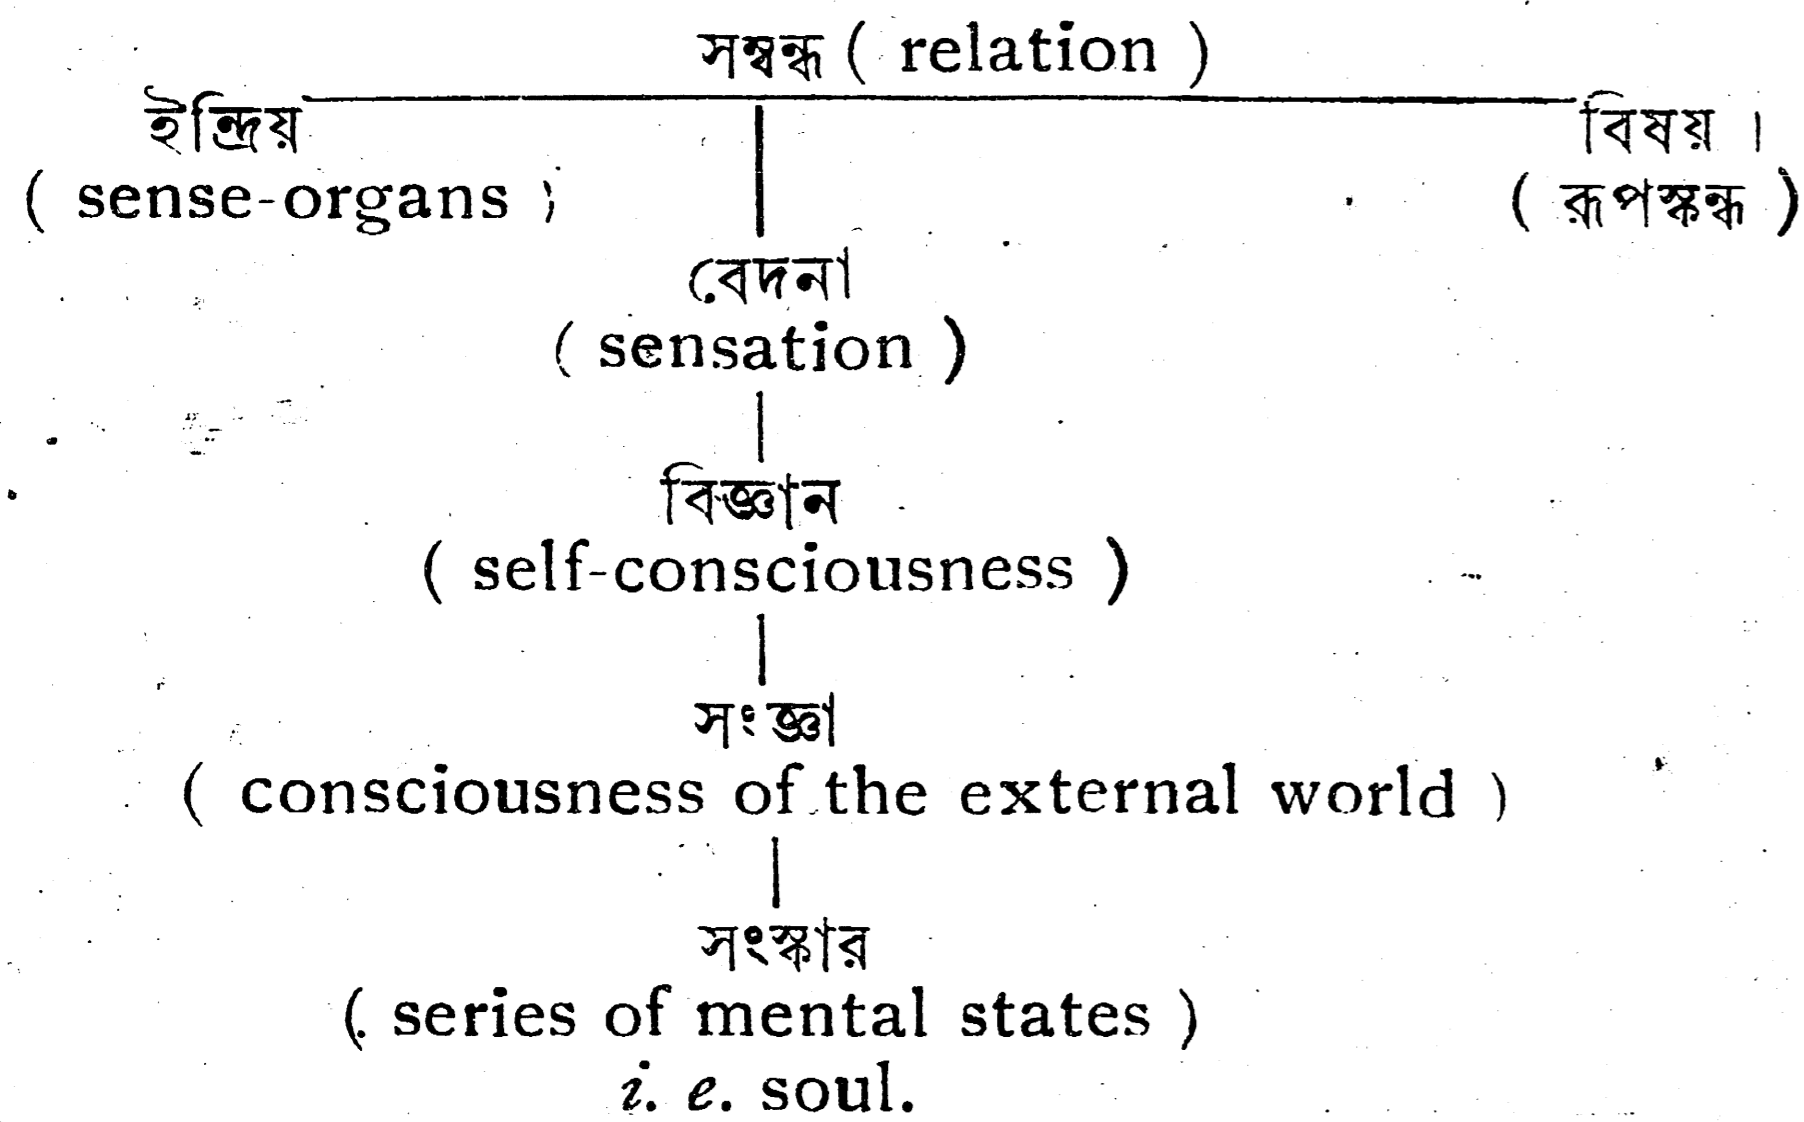 সম্বন্ধ ( relation )
ইন্দ্রিয়
বিষয় ।
( sense-organs )
( রূপস্কন্ধ )
বেদনা
( sensation )
বিজ্ঞান
( self-consciousness )
সংজ্ঞা
( consciousness of the external world )
সংস্কার
( series of mental states )
i. e. soul.